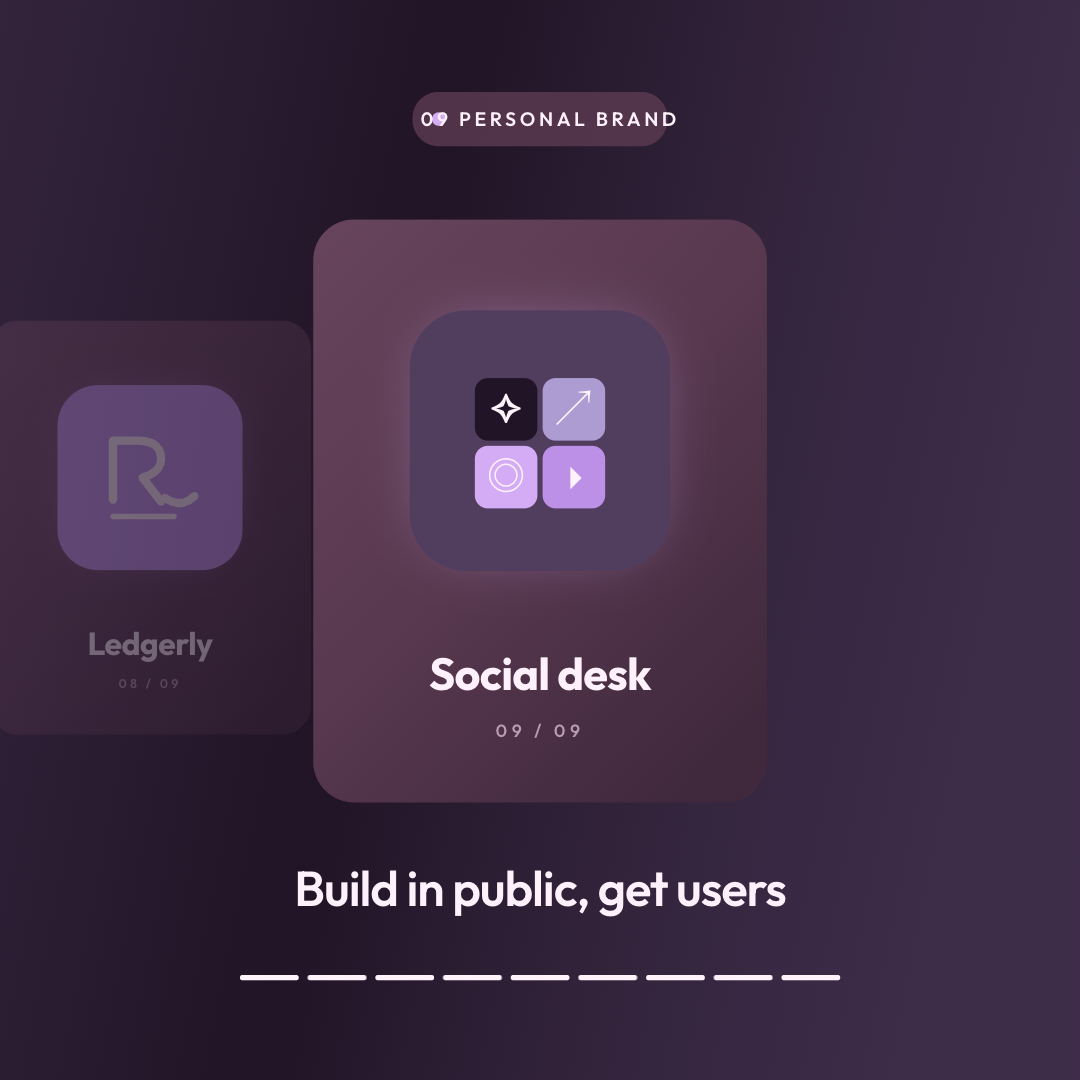 09 PERSONAL BRAND
Ledgerly
08 / 09
Social desk
09 / 09
Build in public, get users